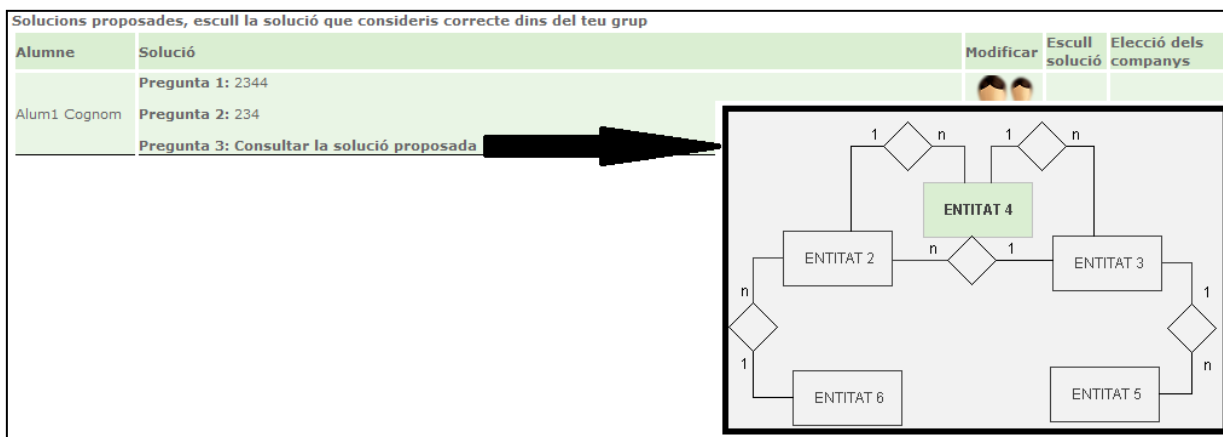 Solucions proposades, escull la solució que consideris correcte dins del teu grup
Alumne Solució Modificar Escull solució Elecció dels companys
Pregunta 1: 2344
Alum1 Cognom Pregunta 2: 234
Pregunta 3: Consultar la solució proposada
1 n 1 n
ENTITAT 4
ENTITAT 2 n 1 ENTITAT 3
n 1
1 n
ENTITAT 6 ENTITAT 5